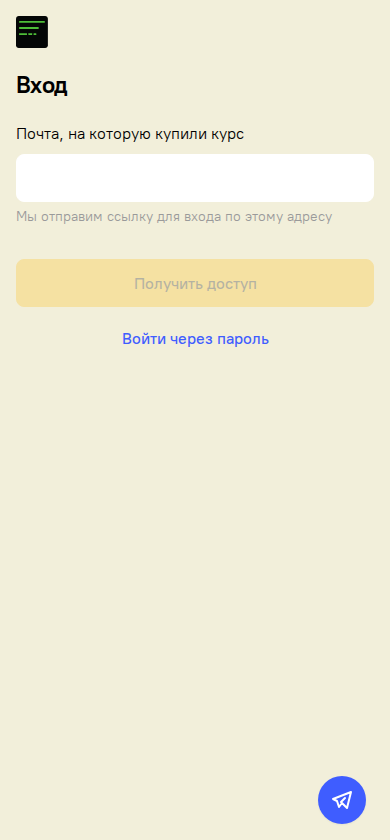 Вход
Почта, на которую купили курс
Мы отправим ссылку для входа по этому адресу
Получить доступ
Войти через пароль